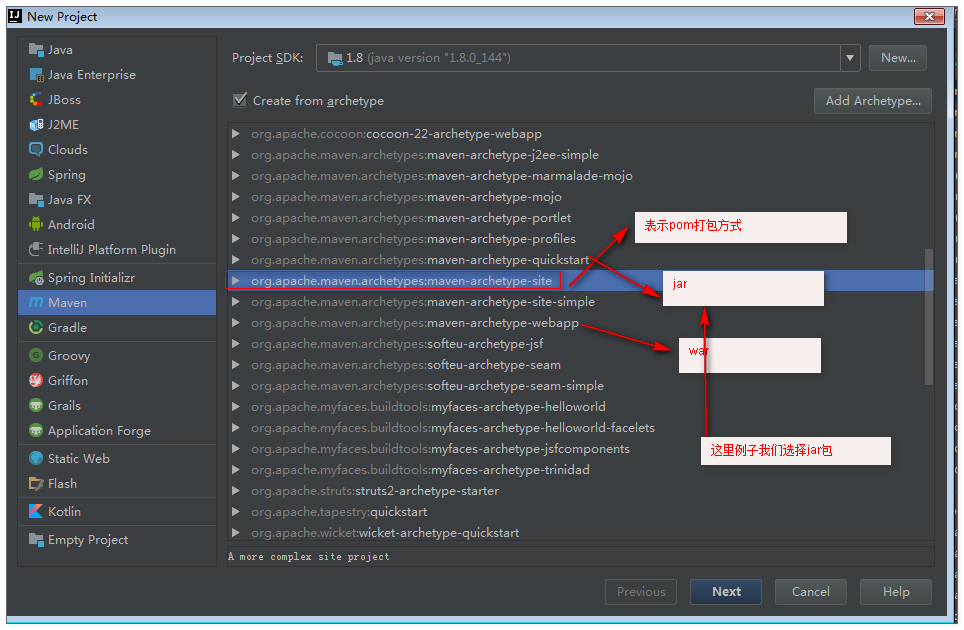 New Project
Java
Java Enterprise
JBoss
J2ME
Clouds
Spring
Java FX
Android
IntelliJ Platform Plugin
Spring Initializr
Maven
Gradle
Groovy
Griffon
Grails
Application Forge
Static Web
Flash
Kotlin
Empty Project
Project SDK: 1.8 (java version "1.8.0_144") New...
Create from archetype Add Archetype...
org.apache.cocoon:cocoon-22-archetype-webapp
org.apache.maven.archetypes:maven-archetype-j2ee-simple
org.apache.maven.archetypes:maven-archetype-marmalade-mojo
org.apache.maven.archetypes:maven-archetype-mojo
org.apache.maven.archetypes:maven-archetype-portlet
org.apache.maven.archetypes:maven-archetype-profiles
org.apache.maven.archetypes:maven-archetype-quickstart
org.apache.maven.archetypes:maven-archetype-site
org.apache.maven.archetypes:maven-archetype-site-simple
org.apache.maven.archetypes:maven-archetype-webapp
org.apache.maven.archetypes:softeu-archetype-jsf
org.apache.maven.archetypes:softeu-archetype-seam
org.apache.maven.archetypes:softeu-archetype-seam-simple
org.apache.myfaces.buildtools:myfaces-archetype-helloworld
org.apache.myfaces.buildtools:myfaces-archetype-helloworld-facelets
org.apache.myfaces.buildtools:myfaces-archetype-jsfcomponents
org.apache.myfaces.buildtools:myfaces-archetype-trinidad
org.apache.struts:struts2-archetype-starter
org.apache.tapestry:quickstart
org.apache.wicket:wicket-archetype-quickstart
表示pom打包方式
jar
war
这里例子我们选择jar包
A more complex site project
Previous Next Cancel Help